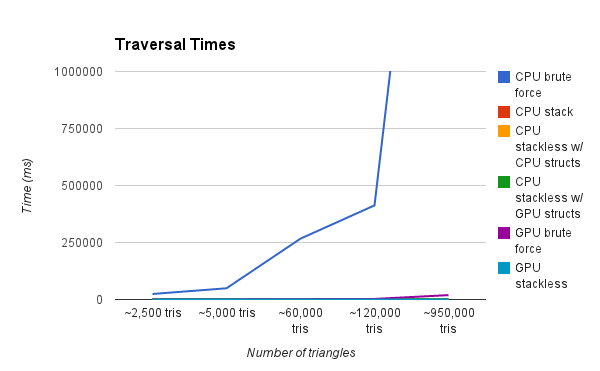 Traversal Times
1000000
750000
500000
250000
0
Time (ms)
~2,500 tris
~5,000 tris
~60,000
tris
~120,000
tris
~950,000
tris
Number of triangles
CPU brute
force
CPU stack
CPU
stackless w/
CPU structs
CPU
stackless w/
GPU structs
GPU brute
force
GPU
stackless